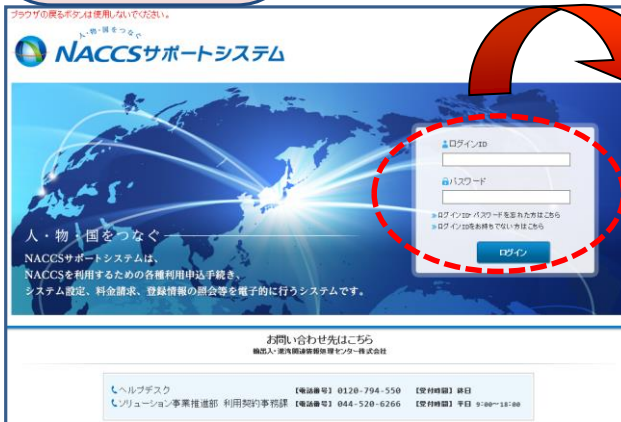 ブラウザの戻るボタンは使用しないでください。
人・物・国をつなぐ
NACCSサポートシステム
ログインID
パスワード
ログインID・パスワードを忘れた方はこちら
ログインIDをお持ちでない方はこちら
ログイン
人・物・国をつなぐ
NACCSサポートシステムは、
NACCSを利用するための各種利用申込手続き、
システム設定、料金請求、登録情報の照会等を電子的に行うシステムです。
お問い合わせ先はこちら
輸出入・港湾関連情報処理センター株式会社
ヘルプデスク 【電話番号】 0120-794-550 【受付時間】 終日
ソリューション事業推進部 利用契約事務課 【電話番号】 044-520-6266 【受付時間】 平日 9:00～18:00